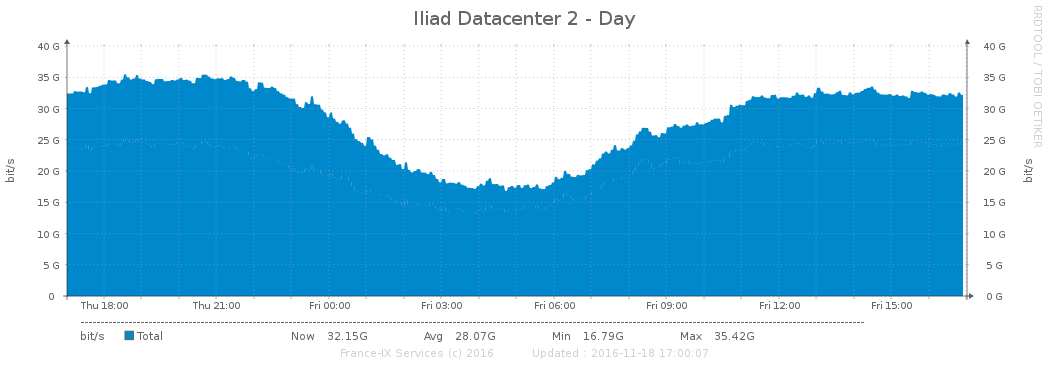 Iliad Datacenter 2 - Day
RRDTOOL / TOBI OETIKER
40 G 40 G
35 G 35 G
30 G 30 G
25 G 25 G
20 G 20 G
15 G 15 G
10 G 10 G
5 G 5 G
0 0 G
bit/s bit/s
Thu 18:00 Thu 21:00 Fri 00:00 Fri 03:00 Fri 06:00 Fri 09:00 Fri 12:00 Fri 15:00
bit/s Total Now 32.15G Avg 28.07G Min 16.79G Max 35.42G
France-IX Services (c) 2016 Updated : 2016-11-18 17:00:07